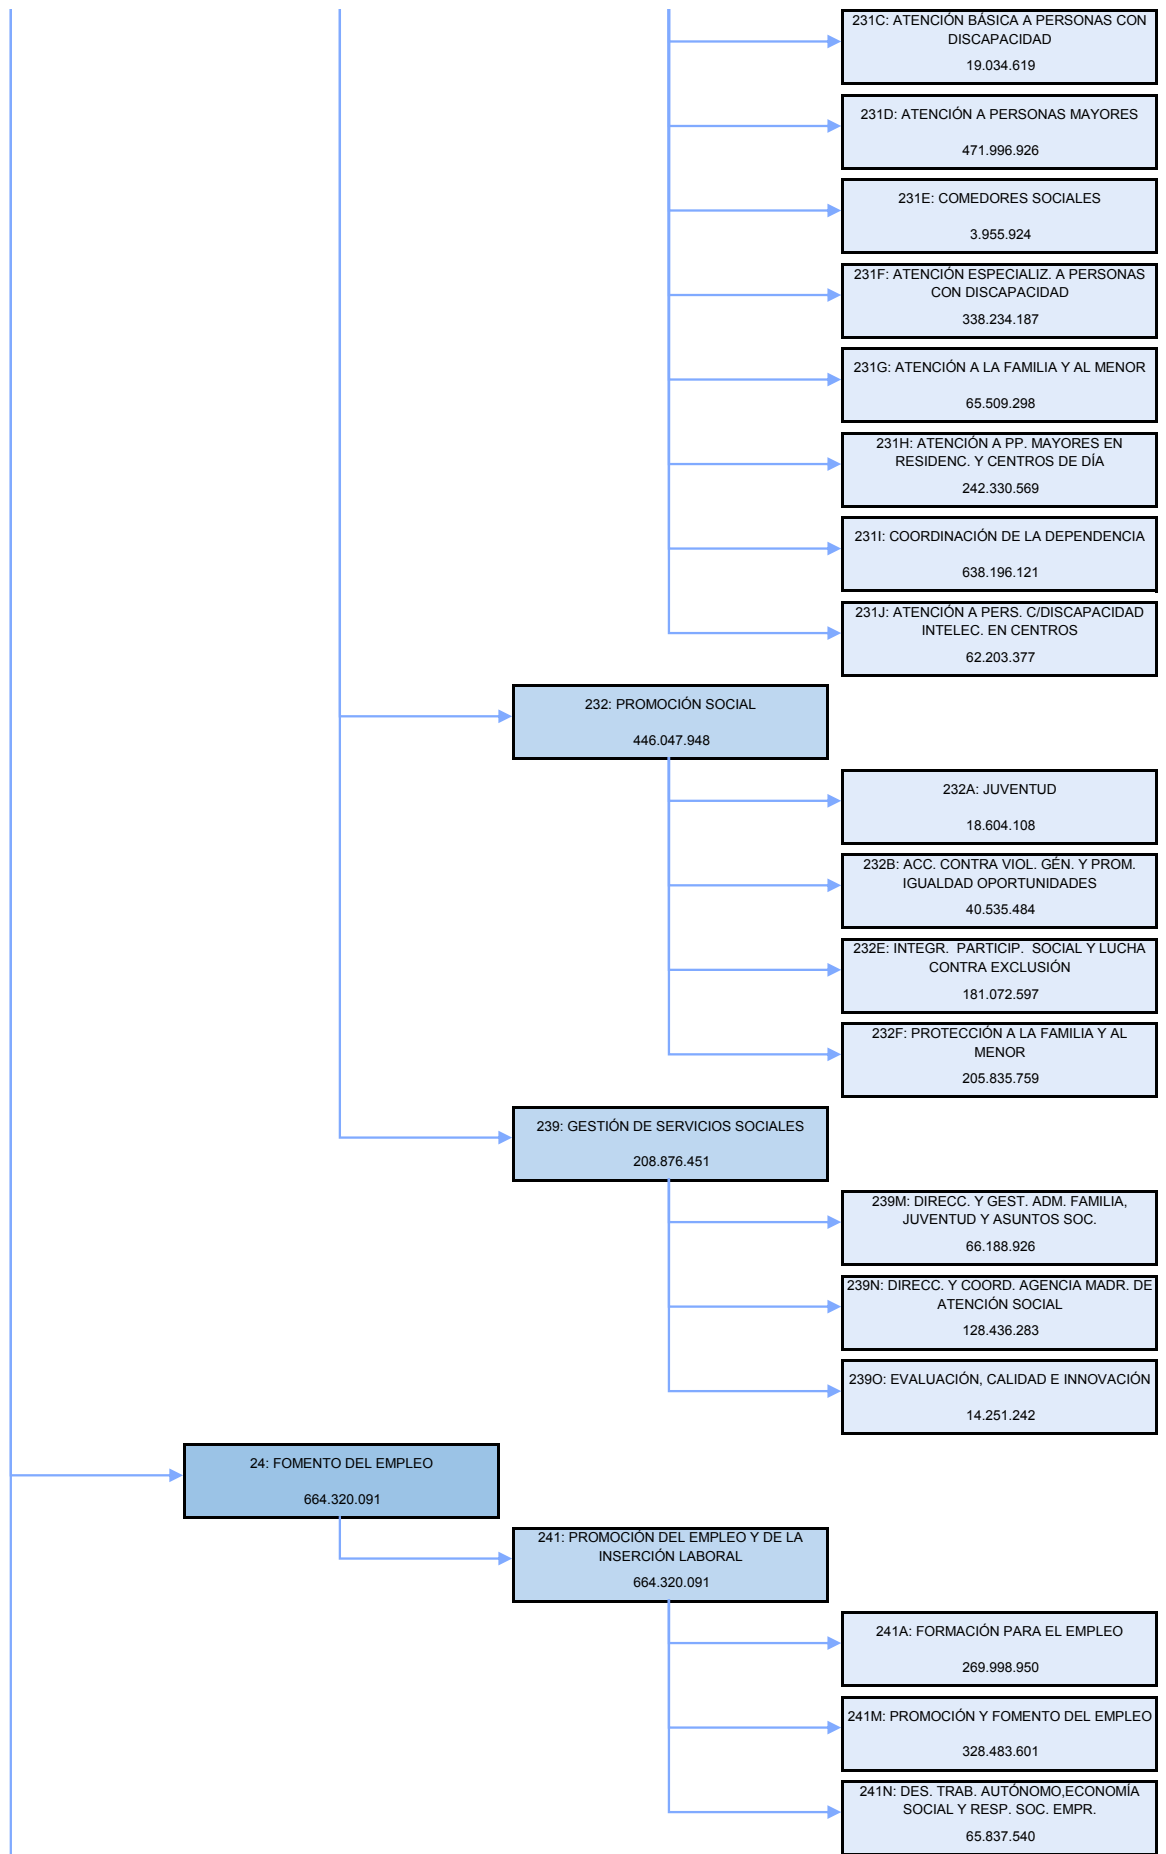 231C: ATENCIÓN BÁSICA A PERSONAS CON
DISCAPACIDAD
19.034.619
231D: ATENCIÓN A PERSONAS MAYORES
471.996.926
231E: COMEDORES SOCIALES
3.955.924
231F: ATENCIÓN ESPECIALIZ. A PERSONAS
CON DISCAPACIDAD
338.234.187
231G: ATENCIÓN A LA FAMILIA Y AL MENOR
65.509.298
231H: ATENCIÓN A PP. MAYORES EN
RESIDENC. Y CENTROS DE DÍA
242.330.569
231I: COORDINACIÓN DE LA DEPENDENCIA
638.196.121
231J: ATENCIÓN A PERS. C/DISCAPACIDAD
INTELEC. EN CENTROS
62.203.377
232: PROMOCIÓN SOCIAL
446.047.948
232A: JUVENTUD
18.604.108
232B: ACC. CONTRA VIOL. GÉN. Y PROM.
IGUALDAD OPORTUNIDADES
40.535.484
232E: INTEGR.  PARTICIP.  SOCIAL Y LUCHA
CONTRA EXCLUSIÓN
181.072.597
232F: PROTECCIÓN A LA FAMILIA Y AL
MENOR
205.835.759
239: GESTIÓN DE SERVICIOS SOCIALES
208.876.451
239M: DIRECC. Y GEST. ADM. FAMILIA,
JUVENTUD Y ASUNTOS SOC.
66.188.926
239N: DIRECC. Y COORD. AGENCIA MADR. DE
ATENCIÓN SOCIAL
128.436.283
239O: EVALUACIÓN, CALIDAD E INNOVACIÓN
14.251.242
24: FOMENTO DEL EMPLEO
664.320.091
241: PROMOCIÓN DEL EMPLEO Y DE LA
INSERCIÓN LABORAL
664.320.091
241A: FORMACIÓN PARA EL EMPLEO
269.998.950
241M: PROMOCIÓN Y FOMENTO DEL EMPLEO
328.483.601
241N: DES. TRAB. AUTÓNOMO,ECONOMÍA
SOCIAL Y RESP. SOC. EMPR.
65.837.540